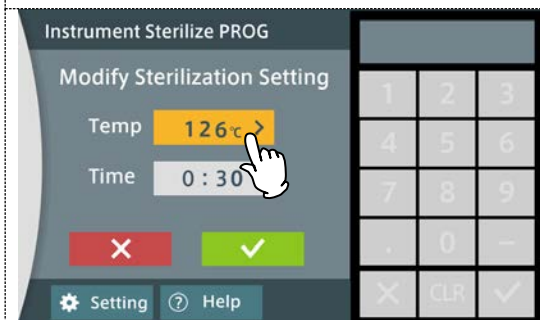 Instrument Sterilize PROG
Modify Sterilization Setting
Temp 126℃ >
Time 0:30
Setting ? Help
1 2 3
4 5 6
7 8 9
. 0 −
X CLR ✓